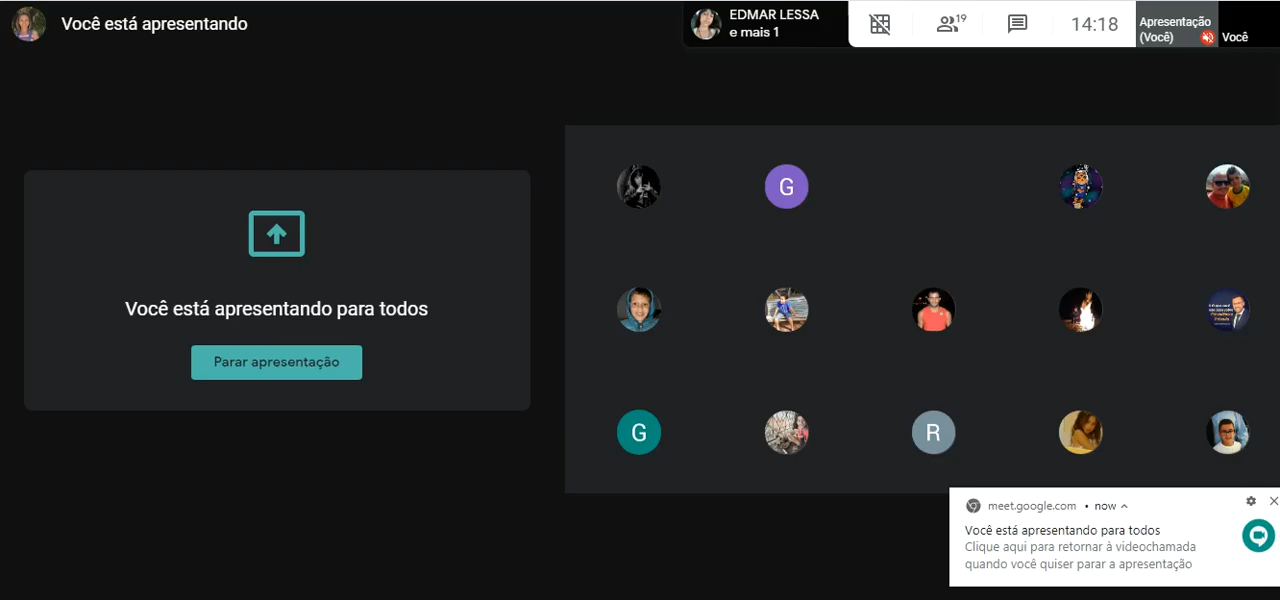 Você está apresentando
EDMAR LESSA
e mais 1
19
14:18
Apresentação
(Você)
Você
G
Você está apresentando para todos
Parar apresentação
G
R
meet.google.com • now
Você está apresentando para todos
Clique aqui para retornar à videochamada
quando você quiser parar a apresentação